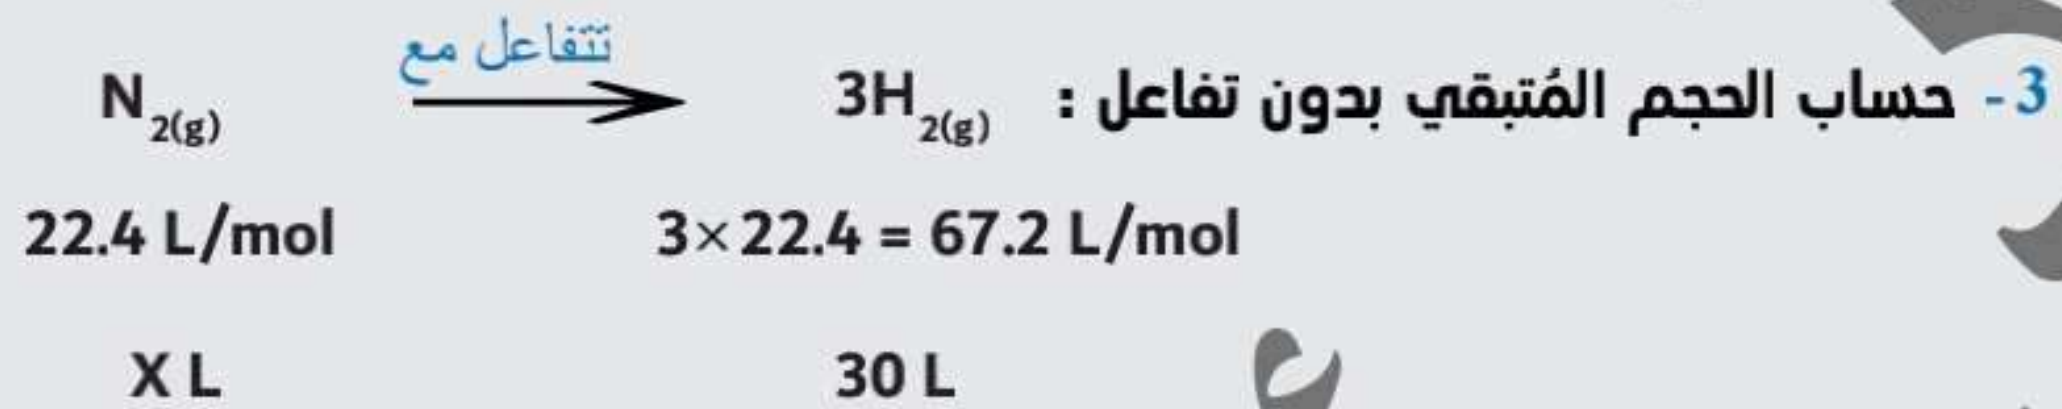 3- حساب الحجم المُتبقي بدون تفاعل :
N2(g) تتفاعل مع 3H2(g)
22.4 L/mol 3×22.4 = 67.2 L/mol
X L 30 L